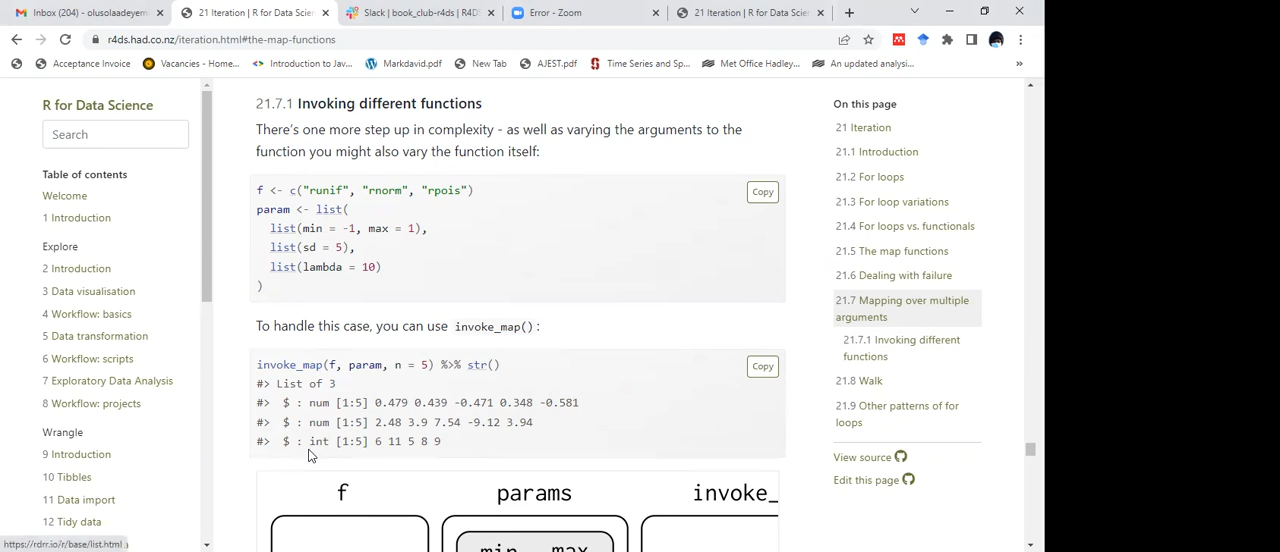 Inbox (204) - olusolaadeyemi
21 Iteration | R for Data Science
Slack | book_club-r4ds | R4DS
Error - Zoom
21 Iteration | R for Data Scienc
r4ds.had.co.nz/iteration.html#the-map-functions
Acceptance Invoice
Vacancies - Home...
Introduction to Jav...
Markdavid.pdf
New Tab
AJEST.pdf
Time Series and Sp...
Met Office Hadley...
An updated analysi...
»
R for Data Science
Search
Table of contents
Welcome
1 Introduction
Explore
2 Introduction
3 Data visualisation
4 Workflow: basics
5 Data transformation
6 Workflow: scripts
7 Exploratory Data Analysis
8 Workflow: projects
Wrangle
9 Introduction
10 Tibbles
11 Data import
12 Tidy data
https://rdrr.io/r/base/list.html
21.7.1 Invoking different functions
There's one more step up in complexity - as well as varying the arguments to the
function you might also vary the function itself:
Copy
f <- c("runif", "rnorm", "rpois")
param <- list(
  list(min = -1, max = 1),
  list(sd = 5),
  list(lambda = 10)
)
To handle this case, you can use invoke_map():
Copy
invoke_map(f, param, n = 5) %>% str()
#> List of 3
#>  $ : num [1:5] 0.479 0.439 -0.471 0.348 -0.581
#>  $ : num [1:5] 2.48 3.9 7.54 -9.12 3.94
#>  $ : int [1:5] 6 11 5 8 9
f
params
invoke_
min
max
On this page
21 Iteration
21.1 Introduction
21.2 For loops
21.3 For loop variations
21.4 For loops vs. functionals
21.5 The map functions
21.6 Dealing with failure
21.7 Mapping over multiple
arguments
21.7.1 Invoking different
functions
21.8 Walk
21.9 Other patterns of for
loops
View source
Edit this page